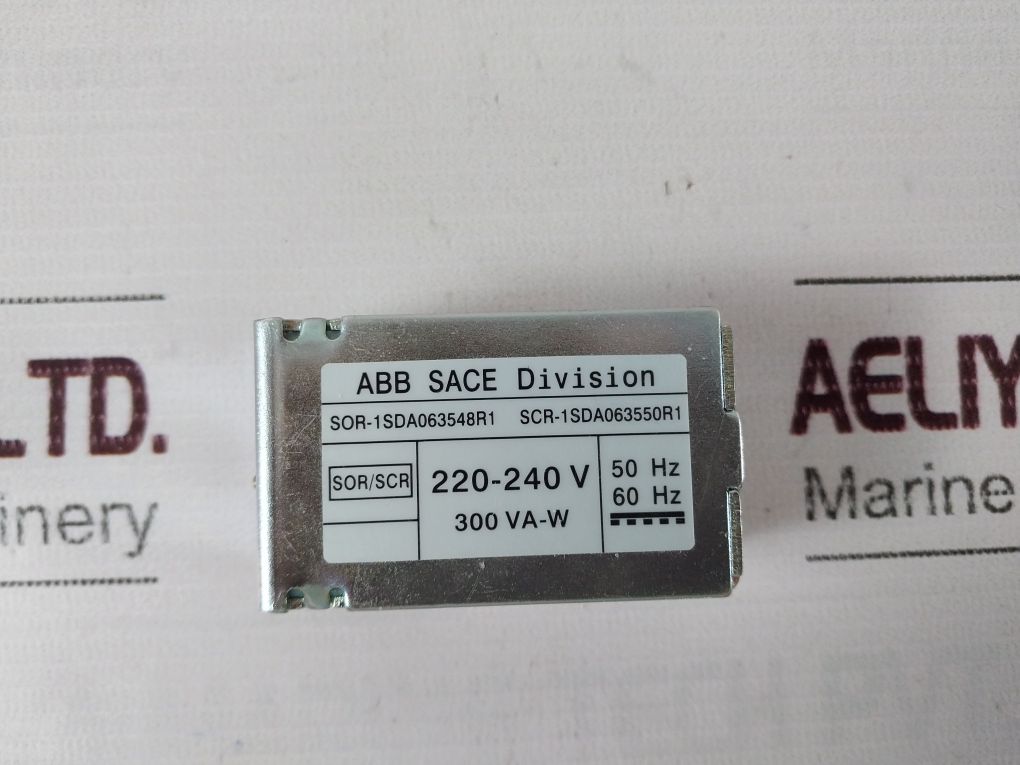 ABB SACE Division
SOR-1SDA063548R1 SCR-1SDA063550R1
SOR/SCR
220-240 V
300 VA-W
50 Hz
60 Hz
LTD.
inery
AELIY
Marine